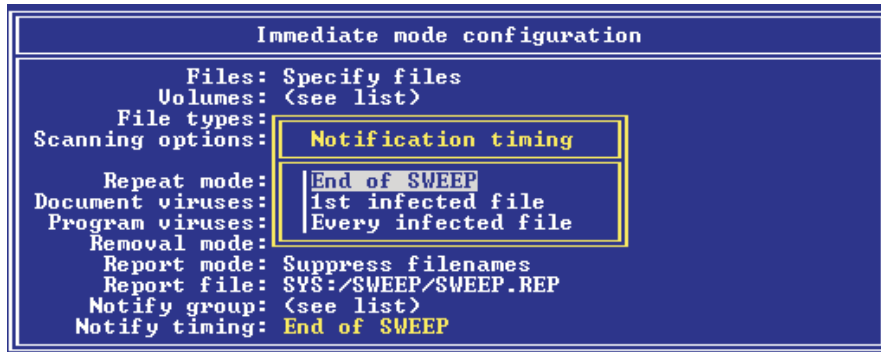 Immediate mode configuration
Files: Specify files
Volumes: <see list>
File types:
Scanning options:
Notification timing
Repeat mode:
End of SWEEP
Document viruses:
1st infected file
Program viruses:
Every infected file
Removal mode:
Report mode: Suppress filenames
Report file: SYS:/SWEEP/SWEEP.REP
Notify group: <see list>
Notify timing: End of SWEEP